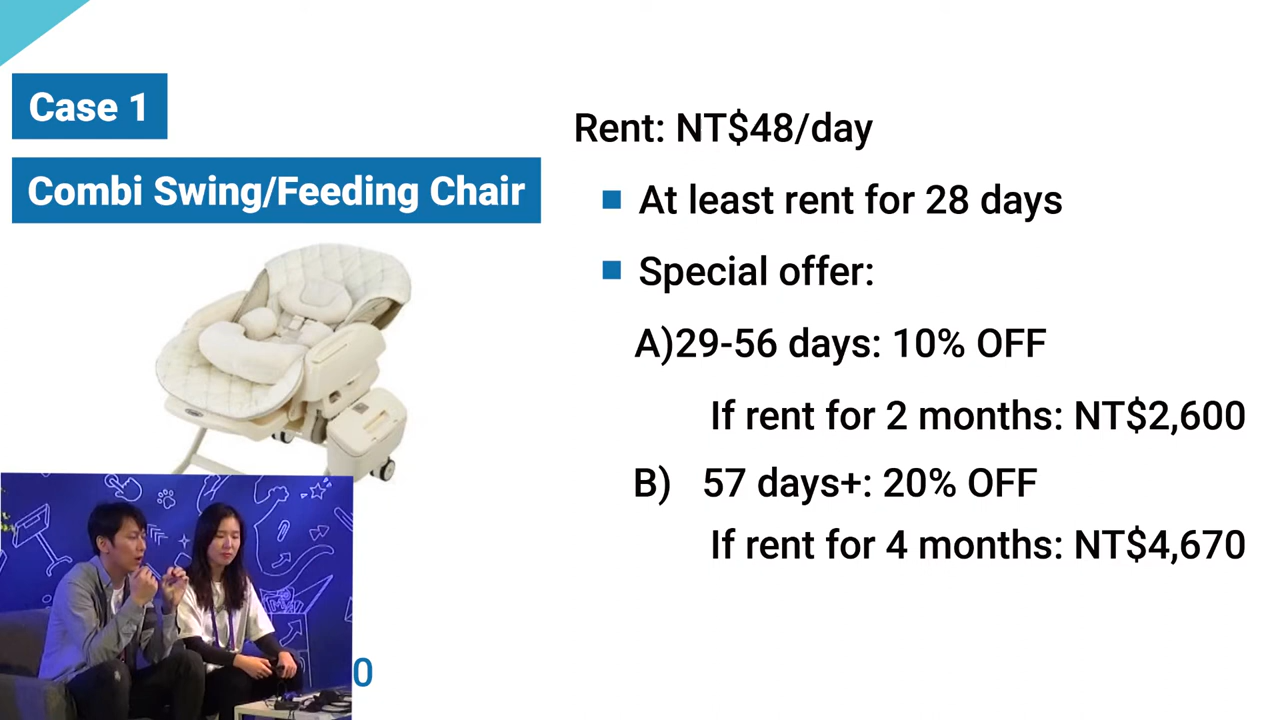 Case 1
Combi Swing/Feeding Chair
Rent: NT$48/day
At least rent for 28 days
Special offer:
A)29-56 days: 10% OFF
If rent for 2 months: NT$2,600
B) 57 days+: 20% OFF
If rent for 4 months: NT$4,670
0